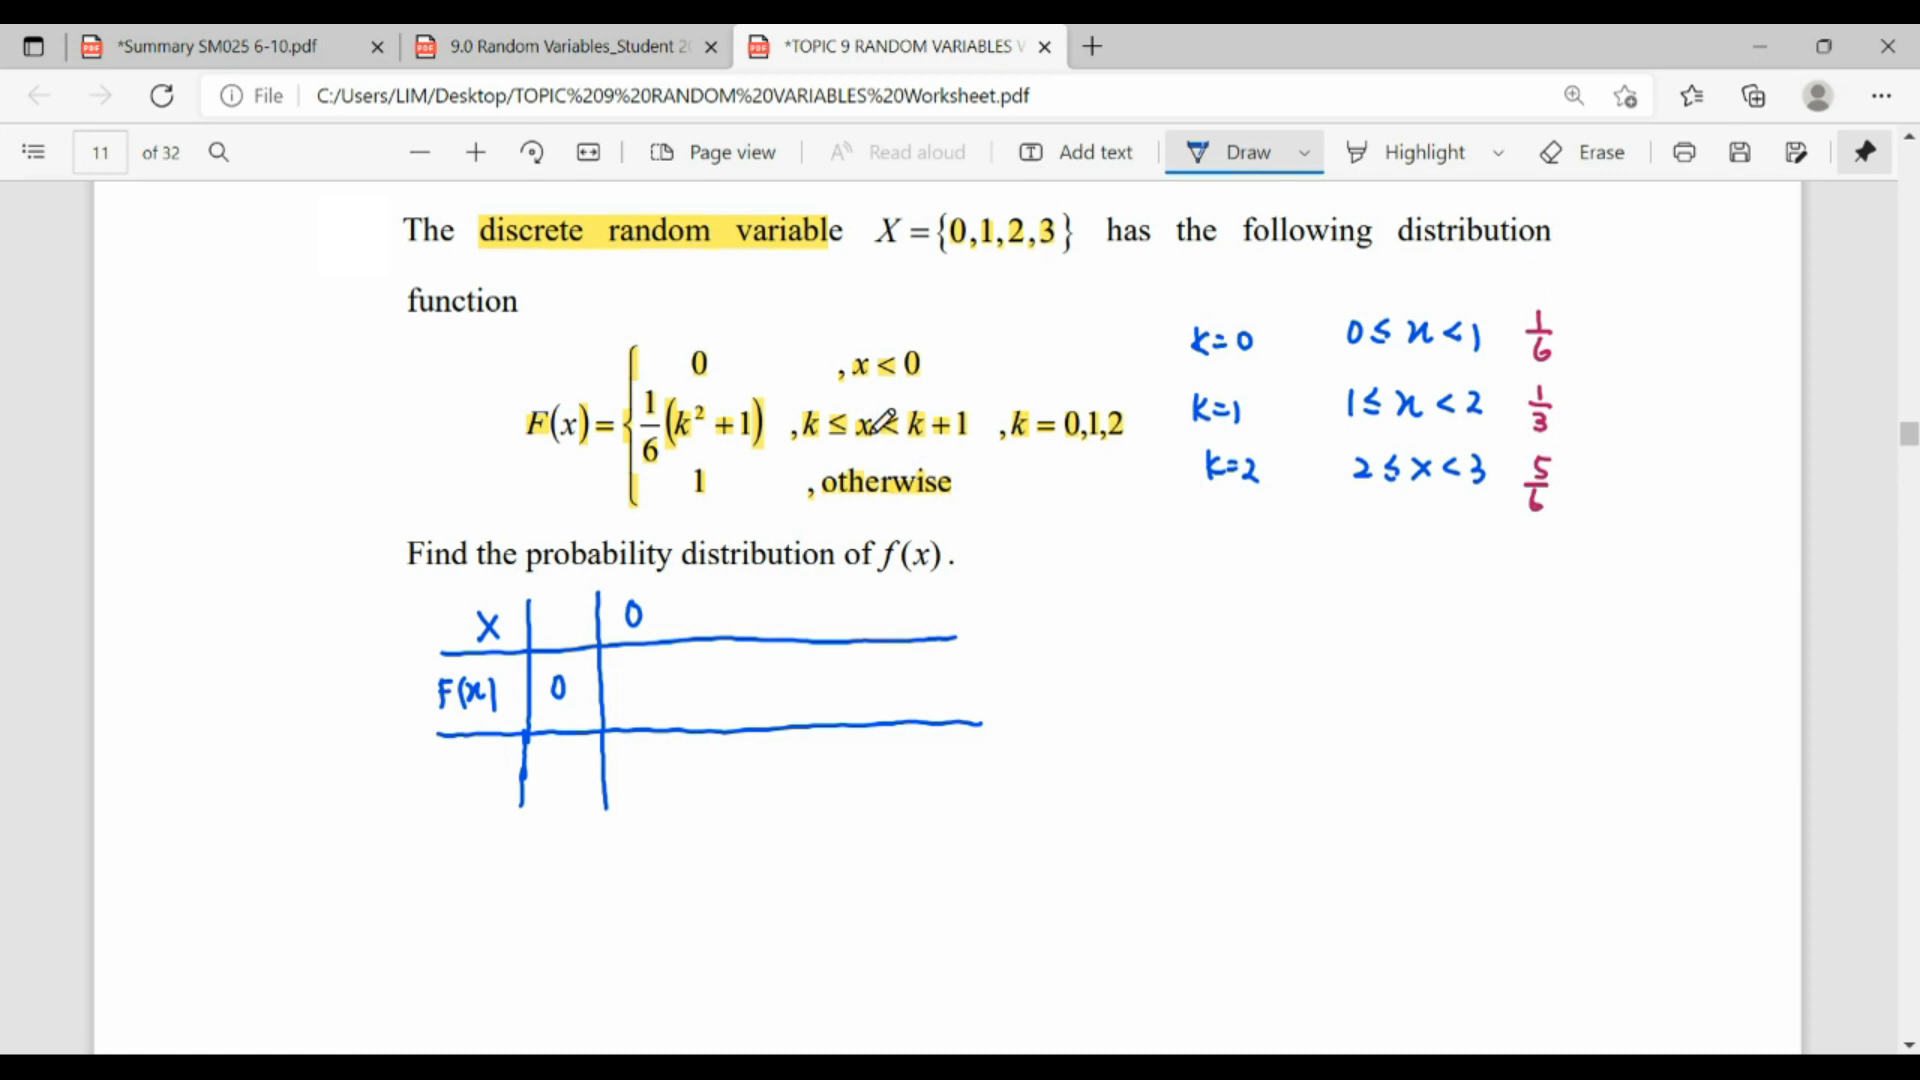 *Summary SM025 6-10.pdf
9.0 Random Variables_Student 20
*TOPIC 9 RANDOM VARIABLES
File
C:/Users/LIM/Desktop/TOPIC%209%20RANDOM%20VARIABLES%20Worksheet.pdf
11 of 32
Page view
Read aloud
Add text
Draw
Highlight
Erase
The discrete random variable X = {0,1,2,3} has the following distribution
function
F(x) = { 0 , x < 0
1/6 (k² + 1) , k ≤ x < k + 1 , k = 0,1,2
1 , otherwise
k=0 0 ≤ x < 1 1/6
k=1 1 ≤ x < 2 1/3
k=2 2 ≤ x < 3 5/6
Find the probability distribution of f(x).
X 0
F(x) 0